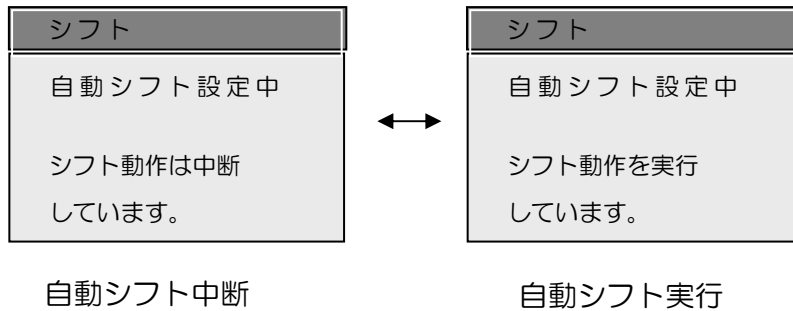 シフト
自動シフト設定中
シフト動作は中断
しています。
自動シフト中断
シフト
自動シフト設定中
シフト動作を実行
しています。
自動シフト実行